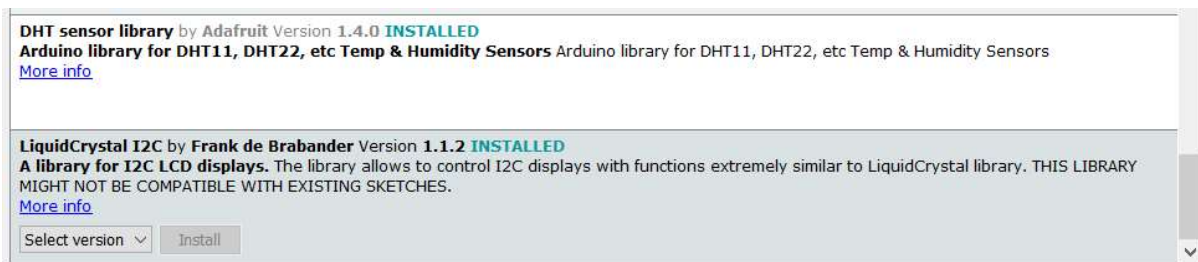 DHT sensor library by Adafruit Version 1.4.0 INSTALLED
Arduino library for DHT11, DHT22, etc Temp & Humidity Sensors Arduino library for DHT11, DHT22, etc Temp & Humidity Sensors
More info
LiquidCrystal I2C by Frank de Brabander Version 1.1.2 INSTALLED
A library for I2C LCD displays. The library allows to control I2C displays with functions extremely similar to LiquidCrystal library. THIS LIBRARY
MIGHT NOT BE COMPATIBLE WITH EXISTING SKETCHES.
More info
Select version Install